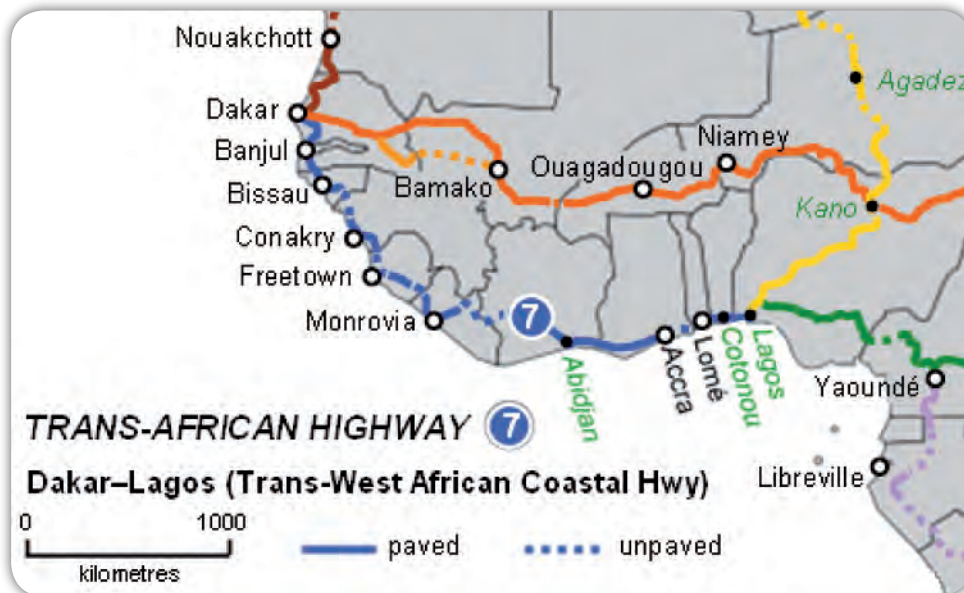 Nouakchott
Agadez
Dakar
Niamey
Banjul
Ouagadougou
Bamako
Bissau
Kano
Conakry
Freetown
Monrovia
7
Abidjan
Accra
Lomé
Cotonou
Lagos
Yaoundé
TRANS-AFRICAN HIGHWAY 7
Libreville
Dakar–Lagos (Trans-West African Coastal Hwy)
0 1000
paved unpaved
kilometres